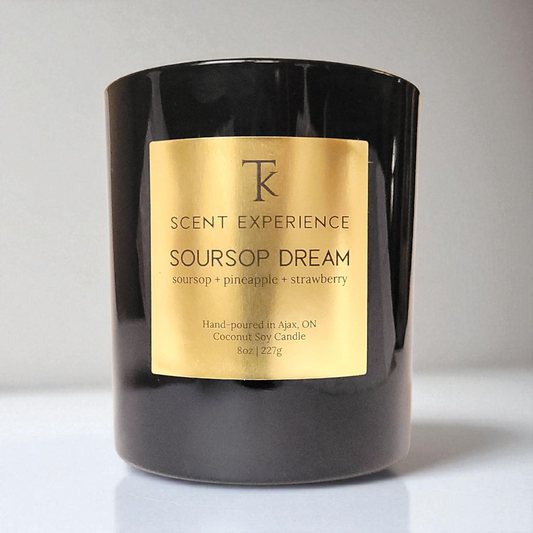 TK
SCENT EXPERIENCE
SOURSOP DREAM
soursop + pineapple + strawberry
Hand-poured in Ajax, ON
Coconut Soy Candle
8oz | 227g